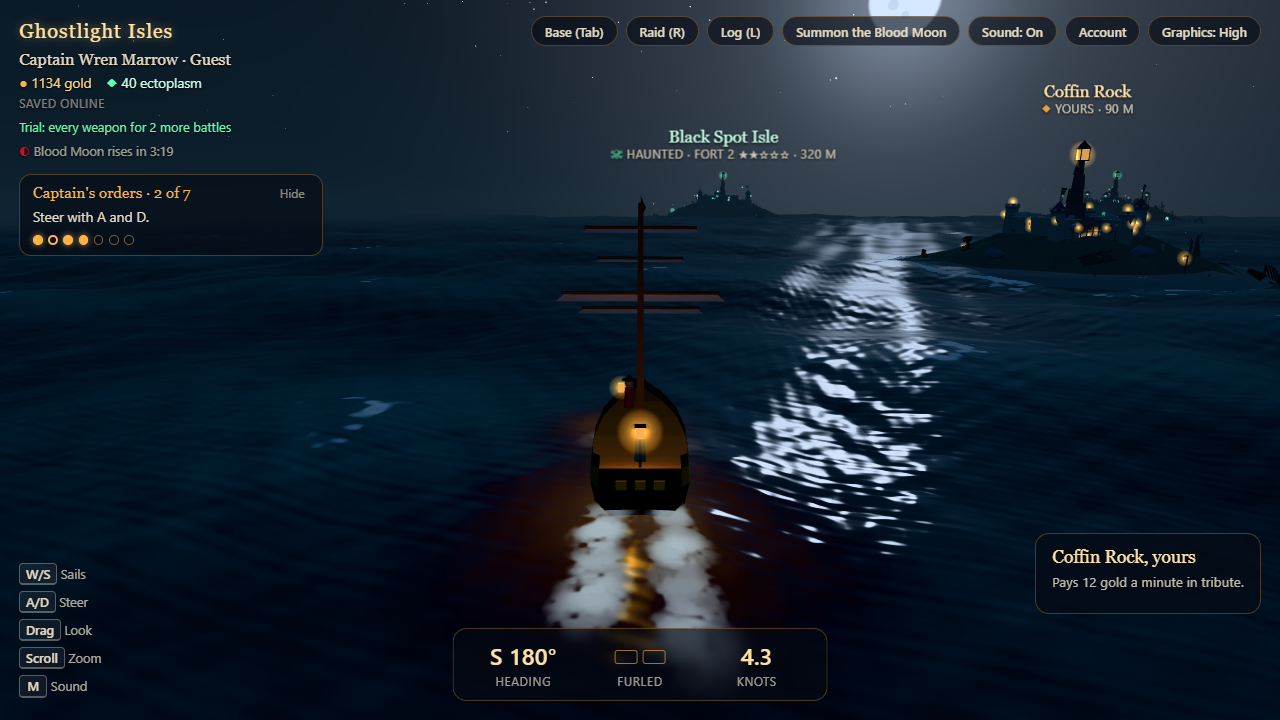 Ghostlight Isles
Captain Wren Marrow · Guest
1134 gold 40 ectoplasm
SAVED ONLINE
Trial: every weapon for 2 more battles
Blood Moon rises in 3:19
Captain's orders · 2 of 7
Hide
Steer with A and D.
Base (Tab)
Raid (R)
Log (L)
Summon the Blood Moon
Sound: On
Account
Graphics: High
Coffin Rock
YOURS · 90 M
Black Spot Isle
HAUNTED · FORT 2 ★★☆☆☆ · 320 M
W/S Sails
A/D Steer
Drag Look
Scroll Zoom
M Sound
S 180°
HEADING
FURLED
4.3
KNOTS
Coffin Rock, yours
Pays 12 gold a minute in tribute.